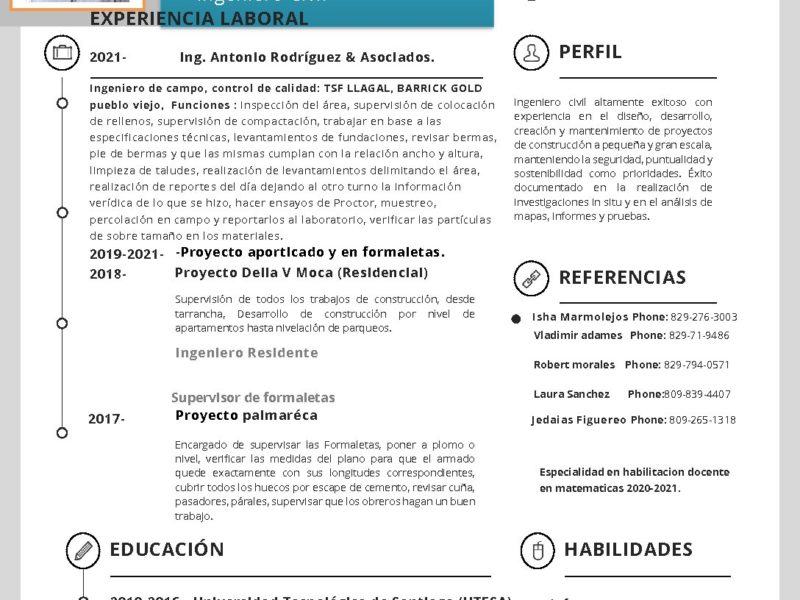 Ingeniero Civil
EXPERIENCIA LABORAL
2021- Ing. Antonio Rodríguez & Asociados.
Ingeniero de campo, control de calidad: TSF LLAGAL, BARRICK GOLD
pueblo viejo, Funciones : Inspección del área, supervisión de colocación
de rellenos, supervisión de compactación, trabajar en base a las
especificaciones técnicas, levantamientos de fundaciones, revisar bermas,
pie de bermas y que las mismas cumplan con la relación ancho y altura,
limpieza de taludes, realización de levantamientos delimitando el área,
realización de reportes del día dejando al otro turno la información
verídica de lo que se hizo, hacer ensayos de Proctor, muestreo,
percolación en campo y reportarlos al laboratorio, verificar las partículas
de sobre tamaño en los materiales.
2019-2021- -Proyecto aporticado y en formaletas.
2018- Proyecto Delia V Moca (Residencial)
Supervisión de todos los trabajos de construcción, desde
tarrancha, Desarrollo de construcción por nivel de
apartamentos hasta nivelación de parqueos.
Ingeniero Residente
Supervisor de formaletas
2017- Proyecto palmaréca
Encargado de supervisar las Formaletas, poner a plomo o
nivel, verificar las medidas del plano para que el armado
quede exactamente con sus longitudes correspondientes,
cubrir todos los huecos por escape de cemento, revisar cuña,
pasadores, párales, supervisar que los obreros hagan un buen
trabajo.
EDUCACIÓN
2010-2016 Universidad Tecnológica de Santiago (UTESA)
PERFIL
Ingeniero civil altamente exitoso con
experiencia en el diseño, desarrollo,
creación y mantenimiento de proyectos
de construcción a pequeña y gran escala,
manteniendo la seguridad, puntualidad y
sostenibilidad como prioridades. Éxito
documentado en la realización de
investigaciones in situ y en el análisis de
mapas, informes y pruebas.
REFERENCIAS
Isha Marmolejos Phone: 829-276-3003
Vladimir adames Phone: 829-71-9486
Robert morales Phone: 829-794-0571
Laura Sanchez Phone:809-839-4407
Jedaias Figuereo Phone: 809-265-1318
Especialidad en habilitacion docente
en matematicas 2020-2021.
HABILIDADES